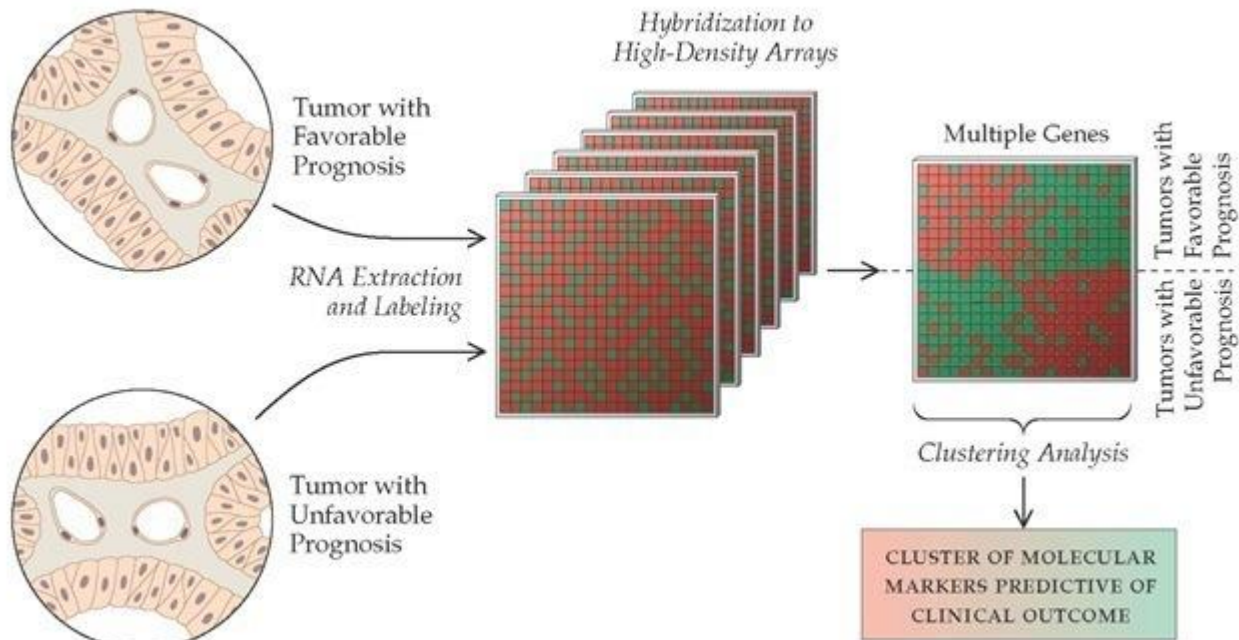 Tumor with
Favorable
Prognosis
RNA Extraction
and Labeling
Tumor with
Unfavorable
Prognosis
Hybridization to
High-Density Arrays
Multiple Genes
Tumors with
Favorable
Prognosis
Tumors with
Unfavorable
Prognosis
Clustering Analysis
CLUSTER OF MOLECULAR
MARKERS PREDICTIVE OF
CLINICAL OUTCOME